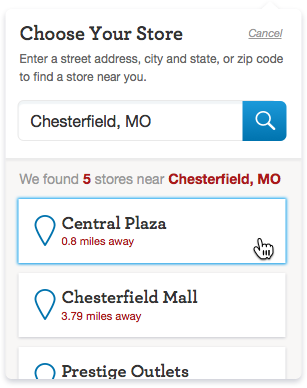 Choose Your Store
Cancel
Enter a street address, city and state, or zip code
to find a store near you.
Chesterfield, MO
We found 5 stores near Chesterfield, MO
Central Plaza
0.8 miles away
Chesterfield Mall
3.79 miles away
Prestige Outlets